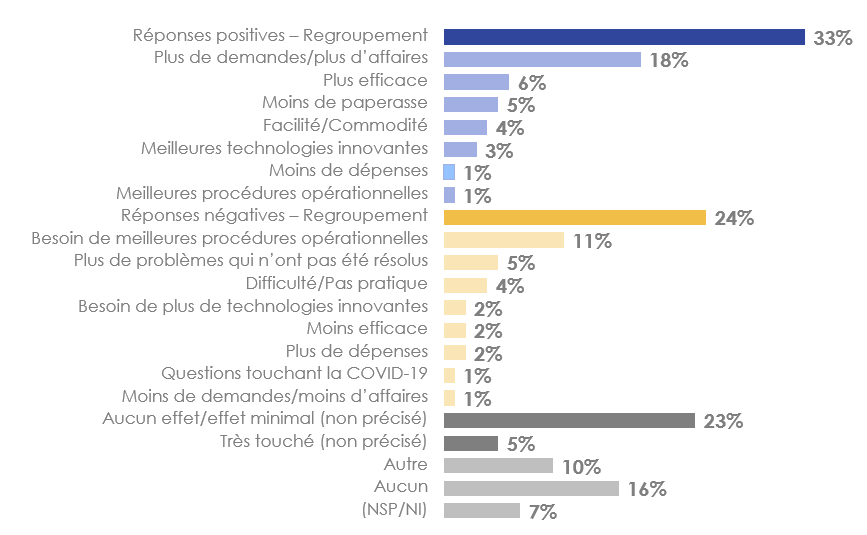 Réponses positives – Regroupement 33%
Plus de demandes/plus d’affaires 18%
Plus efficace 6%
Moins de paperasse 5%
Facilité/Commodité 4%
Meilleures technologies innovantes 3%
Moins de dépenses 1%
Meilleures procédures opérationnelles 1%
Réponses négatives – Regroupement 24%
Besoin de meilleures procédures opérationnelles 11%
Plus de problèmes qui n’ont pas été résolus 5%
Difficulté/Pas pratique 4%
Besoin de plus de technologies innovantes 2%
Moins efficace 2%
Plus de dépenses 2%
Questions touchant la COVID-19 1%
Moins de demandes/moins d’affaires 1%
Aucun effet/effet minimal (non précisé) 23%
Très touché (non précisé) 5%
Autre 10%
Aucun 16%
(NSP/NI) 7%